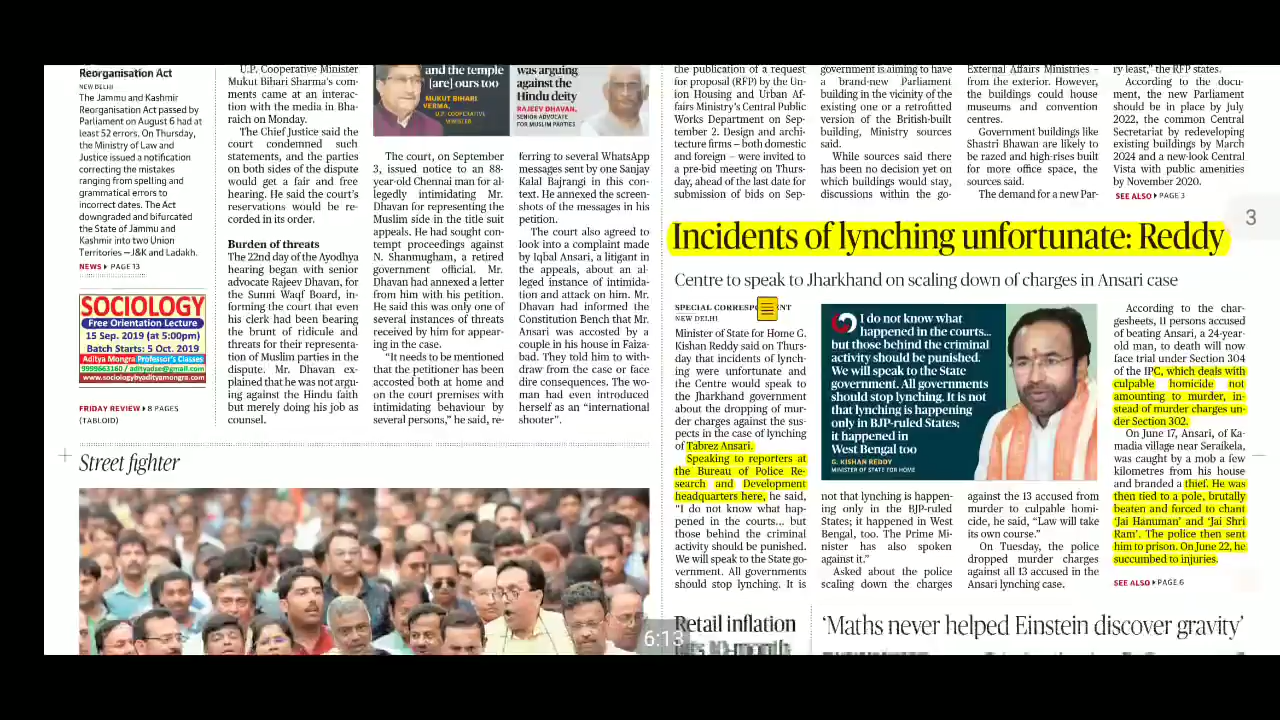 Reorganisation Act
NEW DELHI
The Jammu and Kashmir
Reorganisation Act passed by
Parliament on August 6 had at
least 52 errors. On Thursday,
the Ministry of Law and
Justice issued a notification
correcting the mistakes
ranging from spelling and
grammatical errors to
incorrect dates. The Act
downgraded and bifurcated
the State of Jammu and
Kashmir into two Union
Territories —J&K and Ladakh.
NEWS ▸ PAGE 13
SOCIOLOGY
Free Orientation Lecture
15 Sep. 2019 (at 5:00pm)
Batch Starts: 5 Oct. 2019
Aditya Mongra Professor's Classes
9999663160 / adityadse@gmail.com
www.sociologybyadityamongra.com
FRIDAY REVIEW ▸ 8 PAGES
(TABLOID)
U.P. Cooperative Minister
Mukut Bihari Sharma's com-
ments came at an interac-
tion with the media in Bha-
raich on Monday.
The Chief Justice said the
court condemned such
statements, and the parties
on both sides of the dispute
would get a fair and free
hearing. He said the court's
reservations would be re-
corded in its order.
Burden of threats
The 22nd day of the Ayodhya
hearing began with senior
advocate Rajeev Dhavan, for
the Sunni Waqf Board, in-
forming the court that even
his clerk had been bearing
the brunt of ridicule and
threats for their representa-
tion of Muslim parties in the
dispute. Mr. Dhavan ex-
plained that he was not argu-
ing against the Hindu faith
but merely doing his job as
counsel.
and the temple
[are] ours too
MUKUT BIHARI
VERMA,
U.P. COOPERATIVE
MINISTER
was arguing
against the
Hindu deity
RAJEEV DHAVAN,
SENIOR ADVOCATE
FOR MUSLIM PARTIES
The court, on September
3, issued notice to an 88-
year-old Chennai man for al-
legedly intimidating Mr.
Dhavan for representing the
Muslim side in the title suit
appeals. He had sought con-
tempt proceedings against
N. Shanmugham, a retired
government official. Mr.
Dhavan had annexed a letter
from him with his petition.
He said this was only one of
several instances of threats
received by him for appear-
ing in the case.
"It needs to be mentioned
that the petitioner has been
accosted both at home and
on the court premises with
intimidating behaviour by
several persons," he said, re-
ferring to several WhatsApp
messages sent by one Sanjay
Kalal Bajrangi in this con-
text. He annexed the screen-
shots of the messages in his
petition.
The court also agreed to
look into a complaint made
by Iqbal Ansari, a litigant in
the appeals, about an al-
leged instance of intimida-
tion and attack on him. Mr.
Dhavan had informed the
Constitution Bench that Mr.
Ansari was accosted by a
couple in his house in Faiza-
bad. They told him to with-
draw from the case or face
dire consequences. The wo-
man had even introduced
herself as an "international
shooter".
Street fighter
the publication of a request
for proposal (RFP) by the Un-
ion Housing and Urban Af-
fairs Ministry's Central Public
Works Department on Sep-
tember 2. Design and archi-
tecture firms – both domestic
and foreign – were invited to
a pre-bid meeting on Thurs-
day, ahead of the last date for
submission of bids on Sep-
government is aiming to have
a brand-new Parliament
building in the vicinity of the
existing one or a retrofitted
version of the British-built
building, Ministry sources
said.
While sources said there
has been no decision yet on
which buildings would stay,
discussions within the go-
External Affairs Ministries –
from the exterior. However,
the buildings could house
museums and convention
centres.
Government buildings like
Shastri Bhawan are likely to
be razed and high-rises built
for more office space, the
sources said.
The demand for a new Par-
ry least," the RFP states.
According to the docu-
ment, the new Parliament
should be in place by July
2022, the common Central
Secretariat by redeveloping
existing buildings by March
2024 and a new-look Central
Vista with public amenities
by November 2020.
SEE ALSO ▸ PAGE 3
3
Incidents of lynching unfortunate: Reddy
Centre to speak to Jharkhand on scaling down of charges in Ansari case
NEW DELHI
Minister of State for Home G.
Kishan Reddy said on Thurs-
day that incidents of lynch-
ing were unfortunate and
the Centre would speak to
the Jharkhand government
about the dropping of mur-
der charges against the sus-
pects in the case of lynching
of Tabrez Ansari.
Speaking to reporters at
the Bureau of Police Re-
search and Development
headquarters here, he said,
"I do not know what hap-
pened in the courts... but
those behind the criminal
activity should be punished.
We will speak to the State go-
vernment. All governments
should stop lynching. It is
I do not know what
happened in the courts...
but those behind the criminal
activity should be punished.
We will speak to the State
government. All governments
should stop lynching. It is not
that lynching is happening
only in BJP-ruled States;
it happened in
West Bengal too
G. KISHAN REDDY
MINISTER OF STATE FOR HOME
not that lynching is happen-
ing only in the BJP-ruled
States; it happened in West
Bengal, too. The Prime Mi-
nister has also spoken
against it."
Asked about the police
scaling down the charges
against the 13 accused from
murder to culpable homi-
cide, he said, "Law will take
its own course."
On Tuesday, the police
dropped murder charges
against all 13 accused in the
Ansari lynching case.
According to the char-
gesheets, 11 persons accused
of beating Ansari, a 24-year-
old man, to death will now
face trial under Section 304
of the IPC, which deals with
culpable homicide not
amounting to murder, in-
stead of murder charges un-
der Section 302.
On June 17, Ansari, of Ka-
madia village near Seraikela,
was caught by a mob a few
kilometres from his house
and branded a thief. He was
then tied to a pole, brutally
beaten and forced to chant
'Jai Hanuman' and 'Jai Shri
Ram'. The police then sent
him to prison. On June 22, he
succumbed to injuries.
SEE ALSO ▸ PAGE 6
6:13
Retail inflation
'Maths never helped Einstein discover gravity'